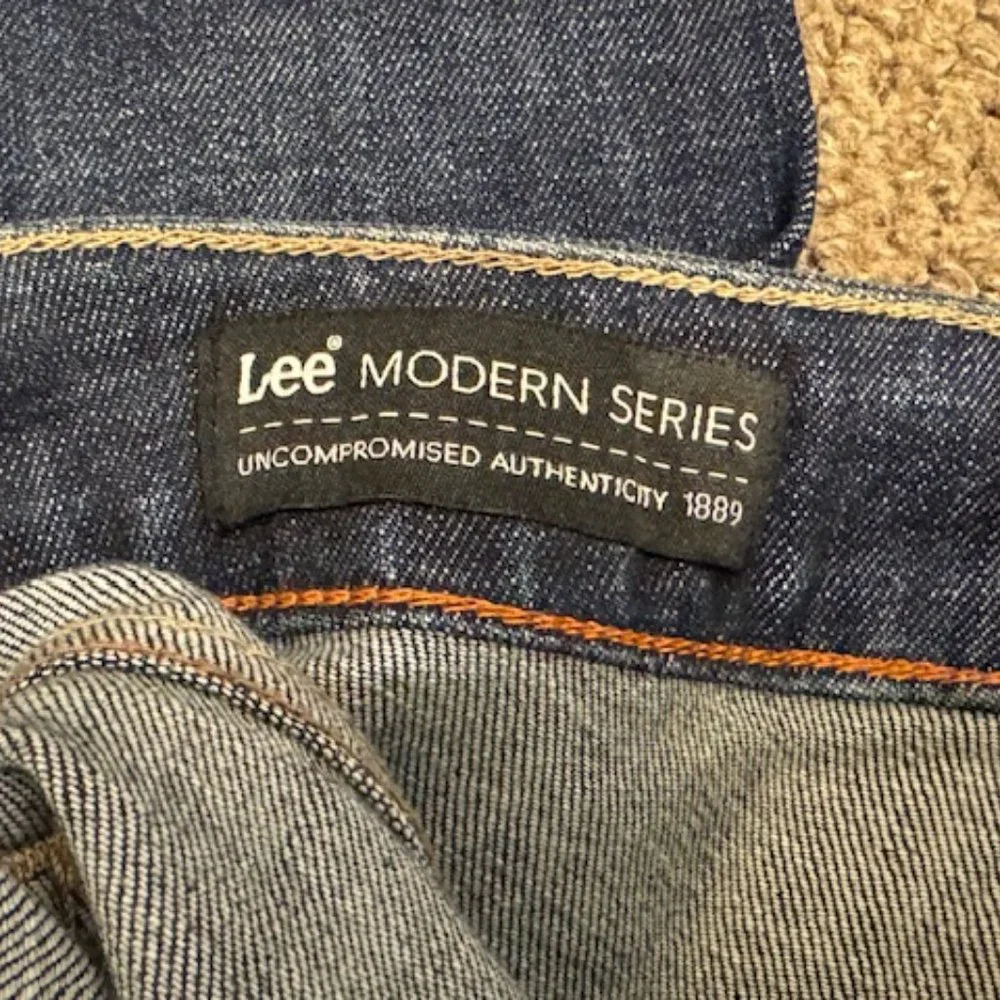 Lee® MODERN SERIES
UNCOMPROMISED AUTHENTICITY 1889